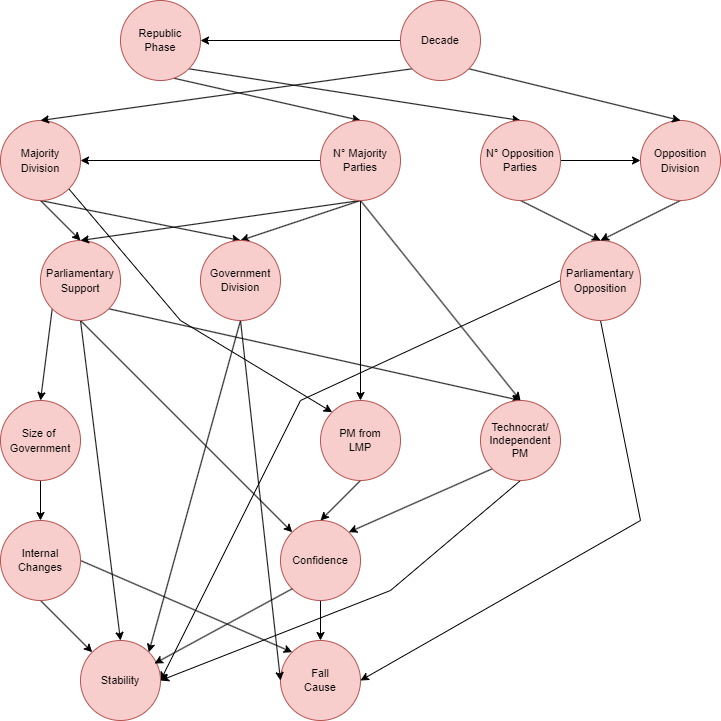 Republic
Phase
Decade
Majority
Division
N° Majority
Parties
N° Opposition
Parties
Opposition
Division
Parliamentary
Support
Government
Division
Parliamentary
Opposition
Size of
Government
PM from
LMP
Technocrat/
Independent
PM
Internal
Changes
Confidence
Stability
Fall
Cause